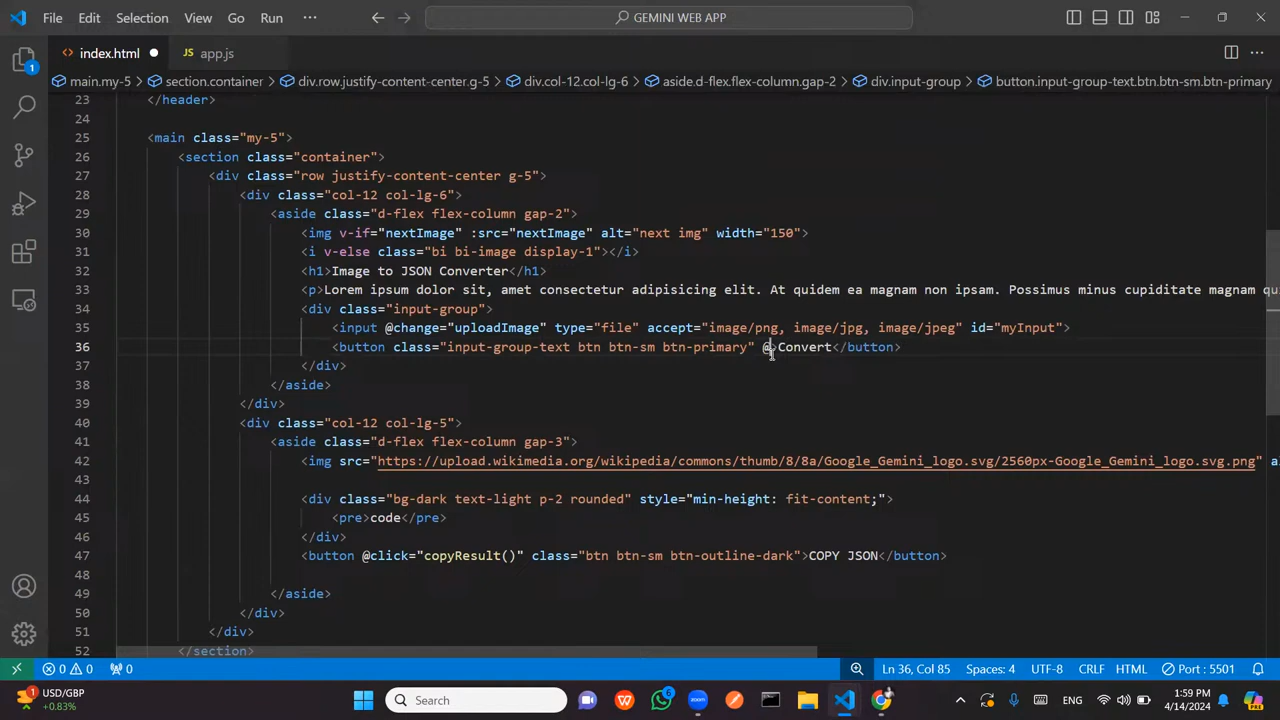 File Edit Selection View Go Run ··· GEMINI WEB APP
index.html ● JS app.js
main.my-5 > section.container > div.row.justify-content-center.g-5 > div.col-12.col-lg-6 > aside.d-flex.flex-column.gap-2 > div.input-group > button.input-group-text.btn.btn-sm.btn-primary
23 </header>
24
25 <main class="my-5">
26 <section class="container">
27 <div class="row justify-content-center g-5">
28 <div class="col-12 col-lg-6">
29 <aside class="d-flex flex-column gap-2">
30 <img v-if="nextImage" :src="nextImage" alt="next img" width="150">
31 <i v-else class="bi bi-image display-1"></i>
32 <h1>Image to JSON Converter</h1>
33 <p>Lorem ipsum dolor sit, amet consectetur adipisicing elit. At quidem ea magnam non ipsam. Possimus minus cupiditate magnam qu
34 <div class="input-group">
35 <input @change="uploadImage" type="file" accept="image/png, image/jpg, image/jpeg" id="myInput">
36 <button class="input-group-text btn btn-sm btn-primary" @>Convert</button>
37 </div>
38 </aside>
39 </div>
40 <div class="col-12 col-lg-5">
41 <aside class="d-flex flex-column gap-3">
42 <img src="https://upload.wikimedia.org/wikipedia/commons/thumb/8/8a/Google_Gemini_logo.svg/2560px-Google_Gemini_logo.svg.png" a
43
44 <div class="bg-dark text-light p-2 rounded" style="min-height: fit-content;">
45 <pre>code</pre>
46 </div>
47 <button @click="copyResult()" class="btn btn-sm btn-outline-dark">COPY JSON</button>
48
49 </aside>
50 </div>
51 </div>
52 </section>
0 0 0 Ln 36, Col 85 Spaces: 4 UTF-8 CRLF HTML Port : 5501
USD/GBP
+0.83%
Search
ENG
1:59 PM
4/14/2024